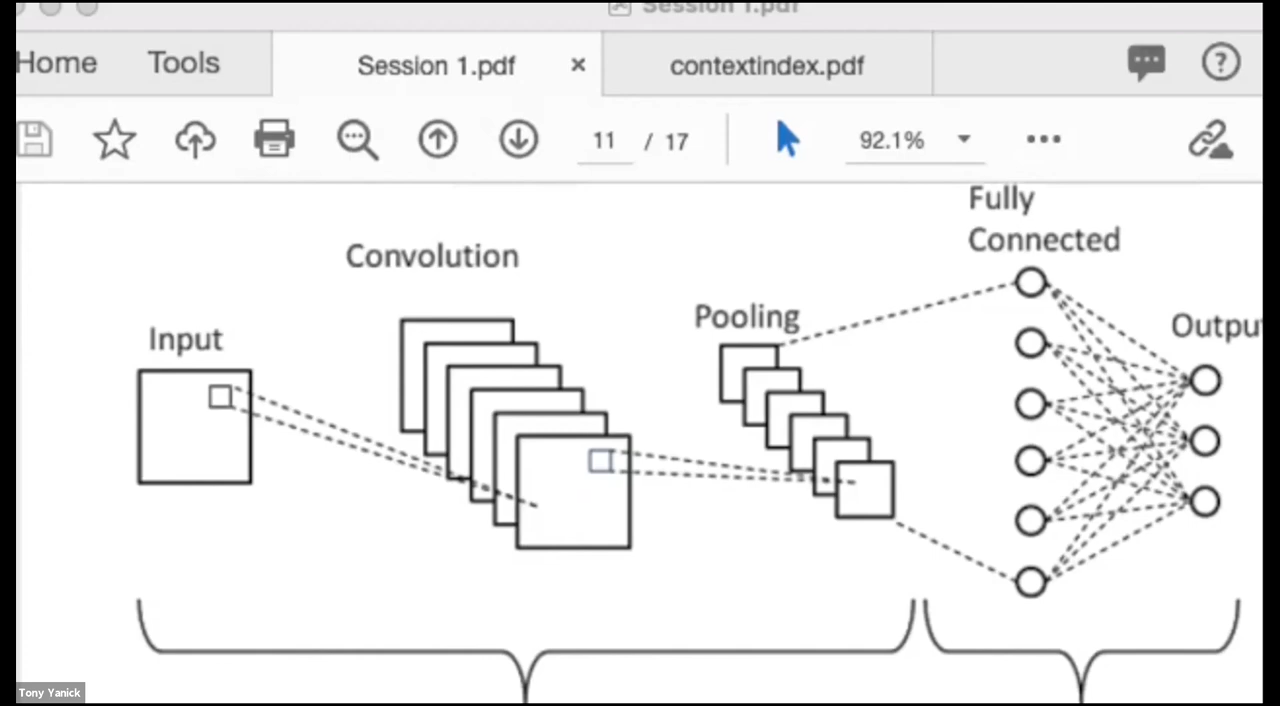 Session 1.pdf
Home Tools Session 1.pdf × contextindex.pdf ?
11 / 17 92.1%
Fully
Connected
Convolution
Pooling
Input
Outpu
Tony Yanick